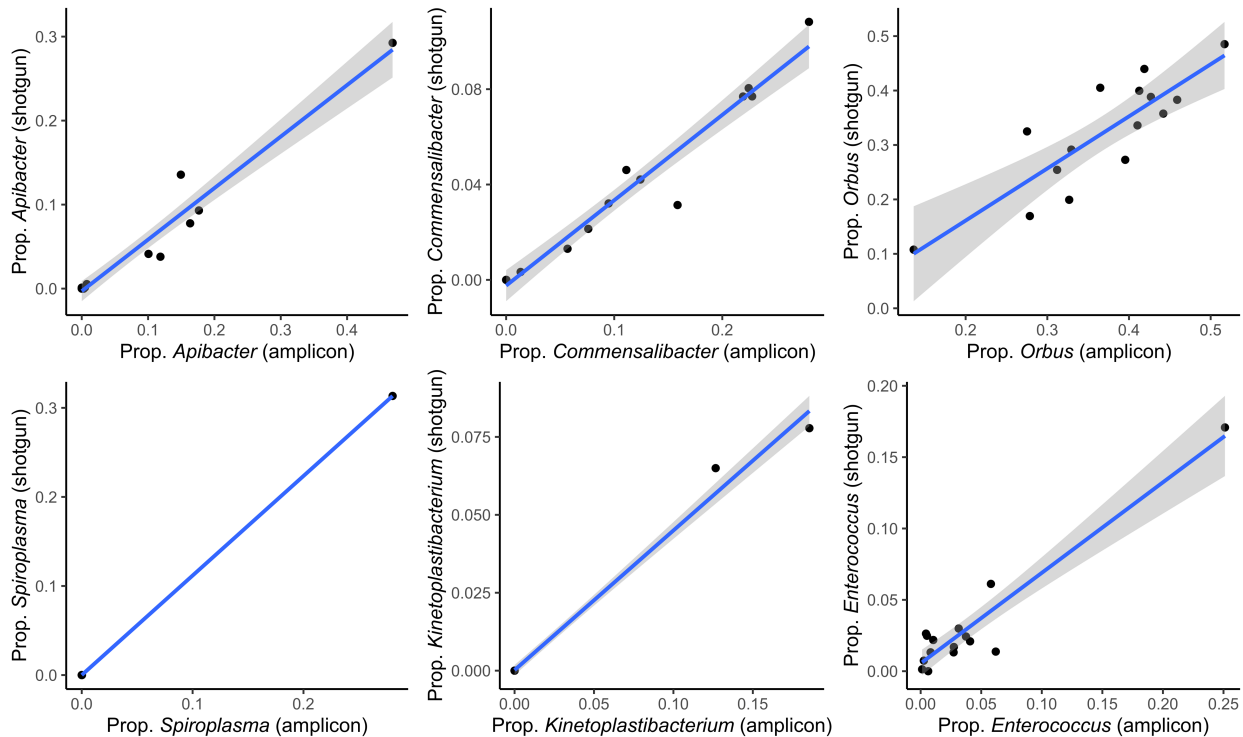 Prop. Apibacter (shotgun)
0.3
0.2
0.1
0.0
0.0 0.1 0.2 0.3 0.4
Prop. Apibacter (amplicon)
Prop. Commensalibacter (shotgun)
0.08
0.04
0.00
0.0 0.1 0.2
Prop. Commensalibacter (amplicon)
Prop. Orbus (shotgun)
0.5
0.4
0.3
0.2
0.1
0.0
0.2 0.3 0.4 0.5
Prop. Orbus (amplicon)
Prop. Spiroplasma (shotgun)
0.3
0.2
0.1
0.0
0.0 0.1 0.2
Prop. Spiroplasma (amplicon)
Prop. Kinetoplastibacterium (shotgun)
0.075
0.050
0.025
0.000
0.00 0.05 0.10 0.15
Prop. Kinetoplastibacterium (amplicon)
Prop. Enterococcus (shotgun)
0.20
0.15
0.10
0.05
0.00
0.00 0.05 0.10 0.15 0.20 0.25
Prop. Enterococcus (amplicon)